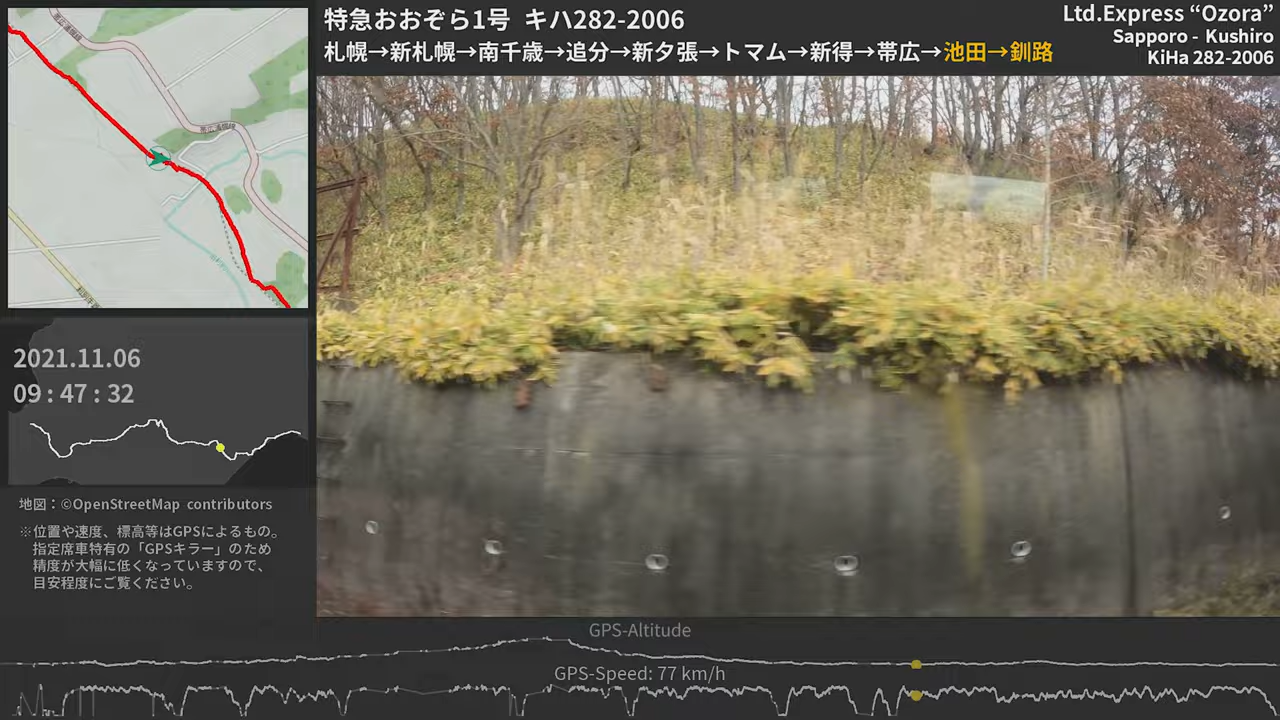 特急おおぞら1号 キハ282-2006
札幌→新札幌→南千歳→追分→新夕張→トマム→新得→帯広→池田→釧路
Ltd.Express “Ozora”
Sapporo - Kushiro
KiHa 282-2006
2021.11.06
09:47:32
地図：©OpenStreetMap contributors
※位置や速度、標高等はGPSによるもの。
指定席車特有の「GPSキラー」のため
精度が大幅に低くなっていますので、
目安程度にご覧ください。
GPS-Altitude
GPS-Speed: 77 km/h